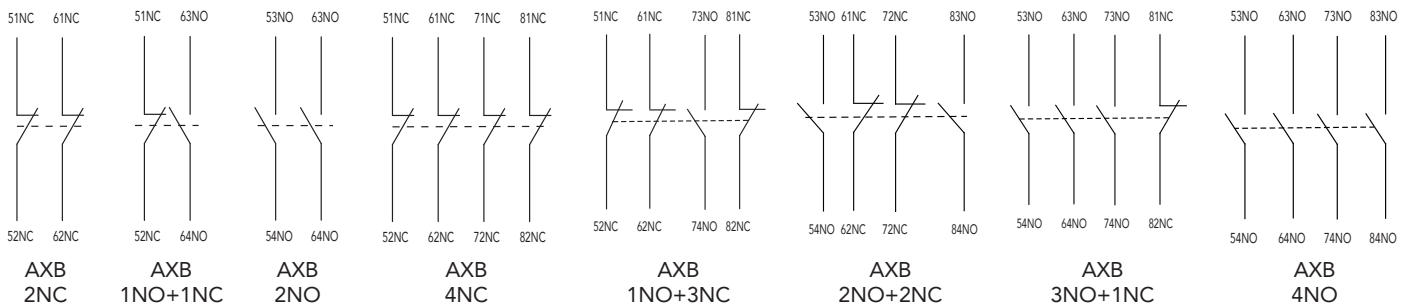 51NC 61NC 51NC 63NO 53NO 63NO 51NC 61NC 71NC 81NC 51NC 61NC 73NO 81NC 53NO 61NC 72NC 83NO 53NO 63NO 73NO 81NC 53NO 63NO 73NO 83NO
52NC 62NC 52NC 64NO 54NO 64NO 52NC 62NC 72NC 82NC 52NC 62NC 74NO 82NC 54NO 62NC 72NC 84NO 54NO 64NO 74NO 82NC 54NO 64NO 74NO 84NO
AXB AXB AXB AXB AXB AXB AXB AXB
2NC 1NO+1NC 2NO 4NC 1NO+3NC 2NO+2NC 3NO+1NC 4NO